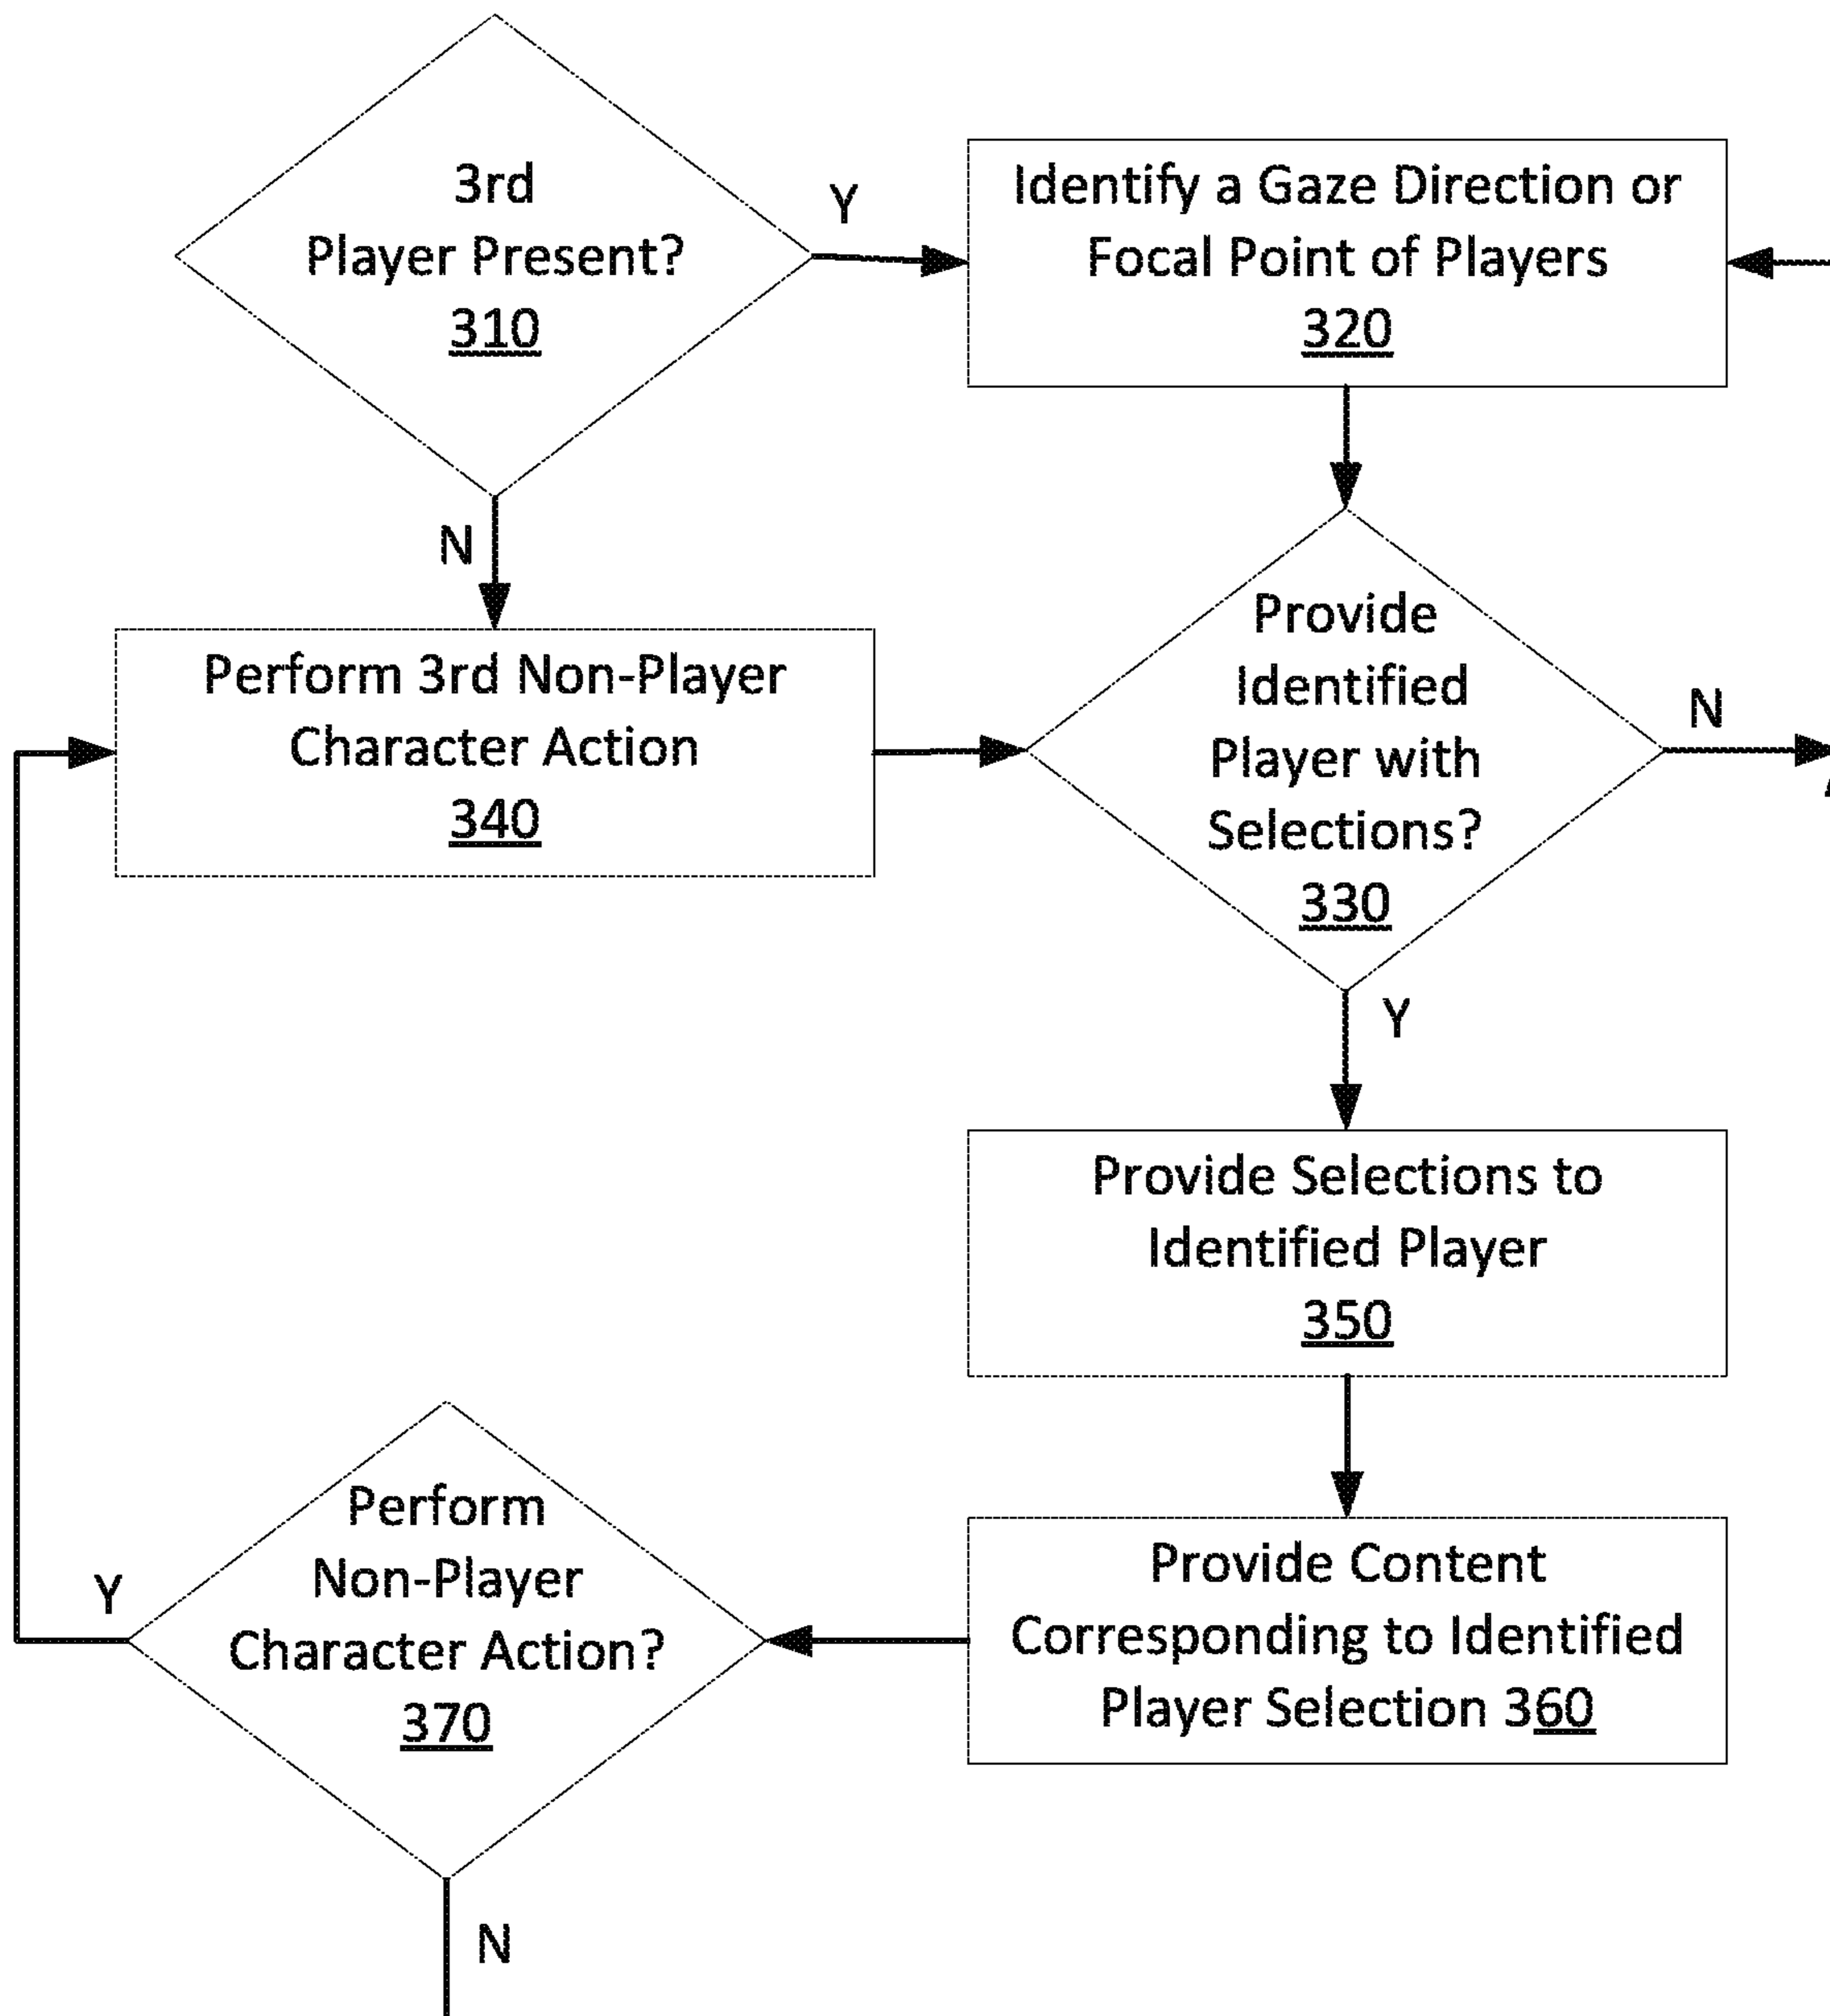 3rd
Player Present?
310
Y
N
Identify a Gaze Direction or
Focal Point of Players
320
Perform 3rd Non-Player
Character Action
340
Provide
Identified
Player with
Selections?
330
N
Y
Provide Selections to
Identified Player
350
Provide Content
Corresponding to Identified
Player Selection 360
Perform
Non-Player
Character Action?
370
Y
N